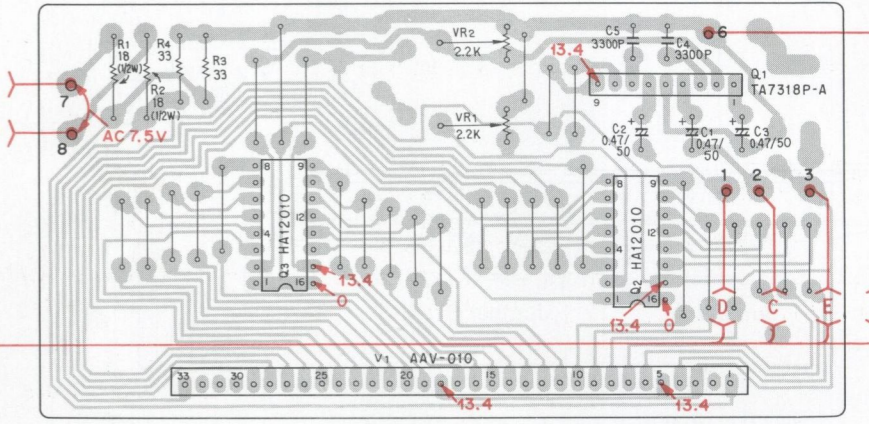 R1
18
(1/2W)
R4
33
R3
33
R2
18
(1/2W)
VR2
2.2K
C5
3300P
C4
3300P
6
13.4
Q1
TA7318P-A
9
1
7
8
AC 7.5V
VR1
2.2K
C2
0.47/
50
C1
0.47/
50
C3
0.47/50
8
9
4
12
1
16
Q3 HA12010
13.4
0
8
9
4
12
1
16
Q2 HA12010
13.4
0
1
2
3
D
C
E
V1 AAV-010
33
30
25
20
15
10
5
1
13.4
13.4